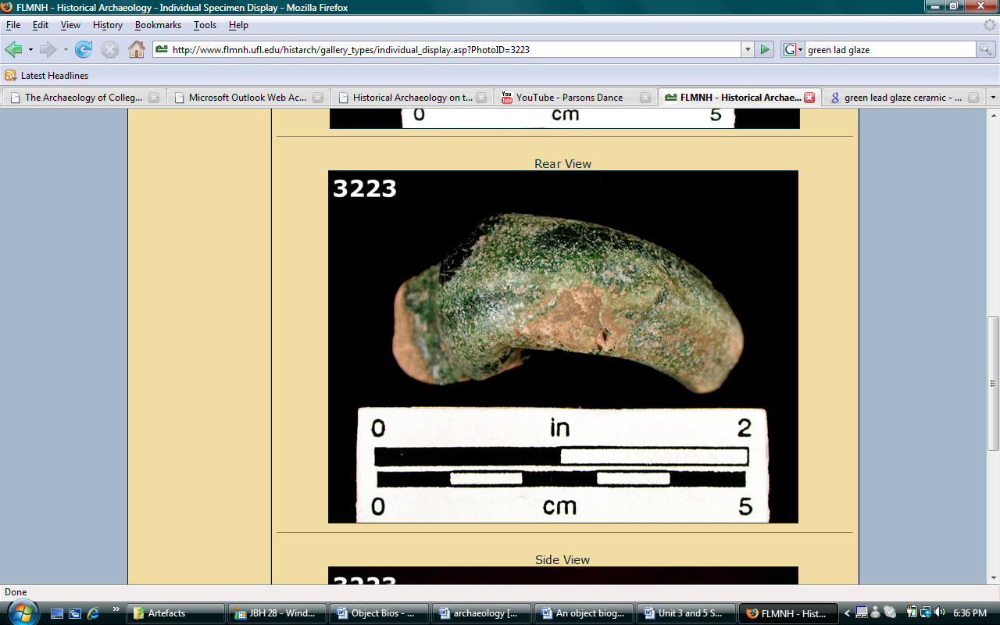 FLMNH - Historical Archaeology - Individual Specimen Display - Mozilla Firefox
File Edit View History Bookmarks Tools Help
http://www.flmnh.ufl.edu/histarch/gallery_types/individual_display.asp?PhotoID=3223
green lad glaze
Latest Headlines
The Archaeology of Colleg... Microsoft Outlook Web Ac... Historical Archaeology on t... YouTube - Parsons Dance FLMNH - Historical Archae... green lead glaze ceramic - ...
0 cm 5
Rear View
3223
0 in 2
0 cm 5
Side View
3223
Done
Artefacts JBH 28 - Wind... Object Bios - ... archaeology [... An object biog... Unit 3 and 5 S... FLMNH - Hist... 6:36 PM